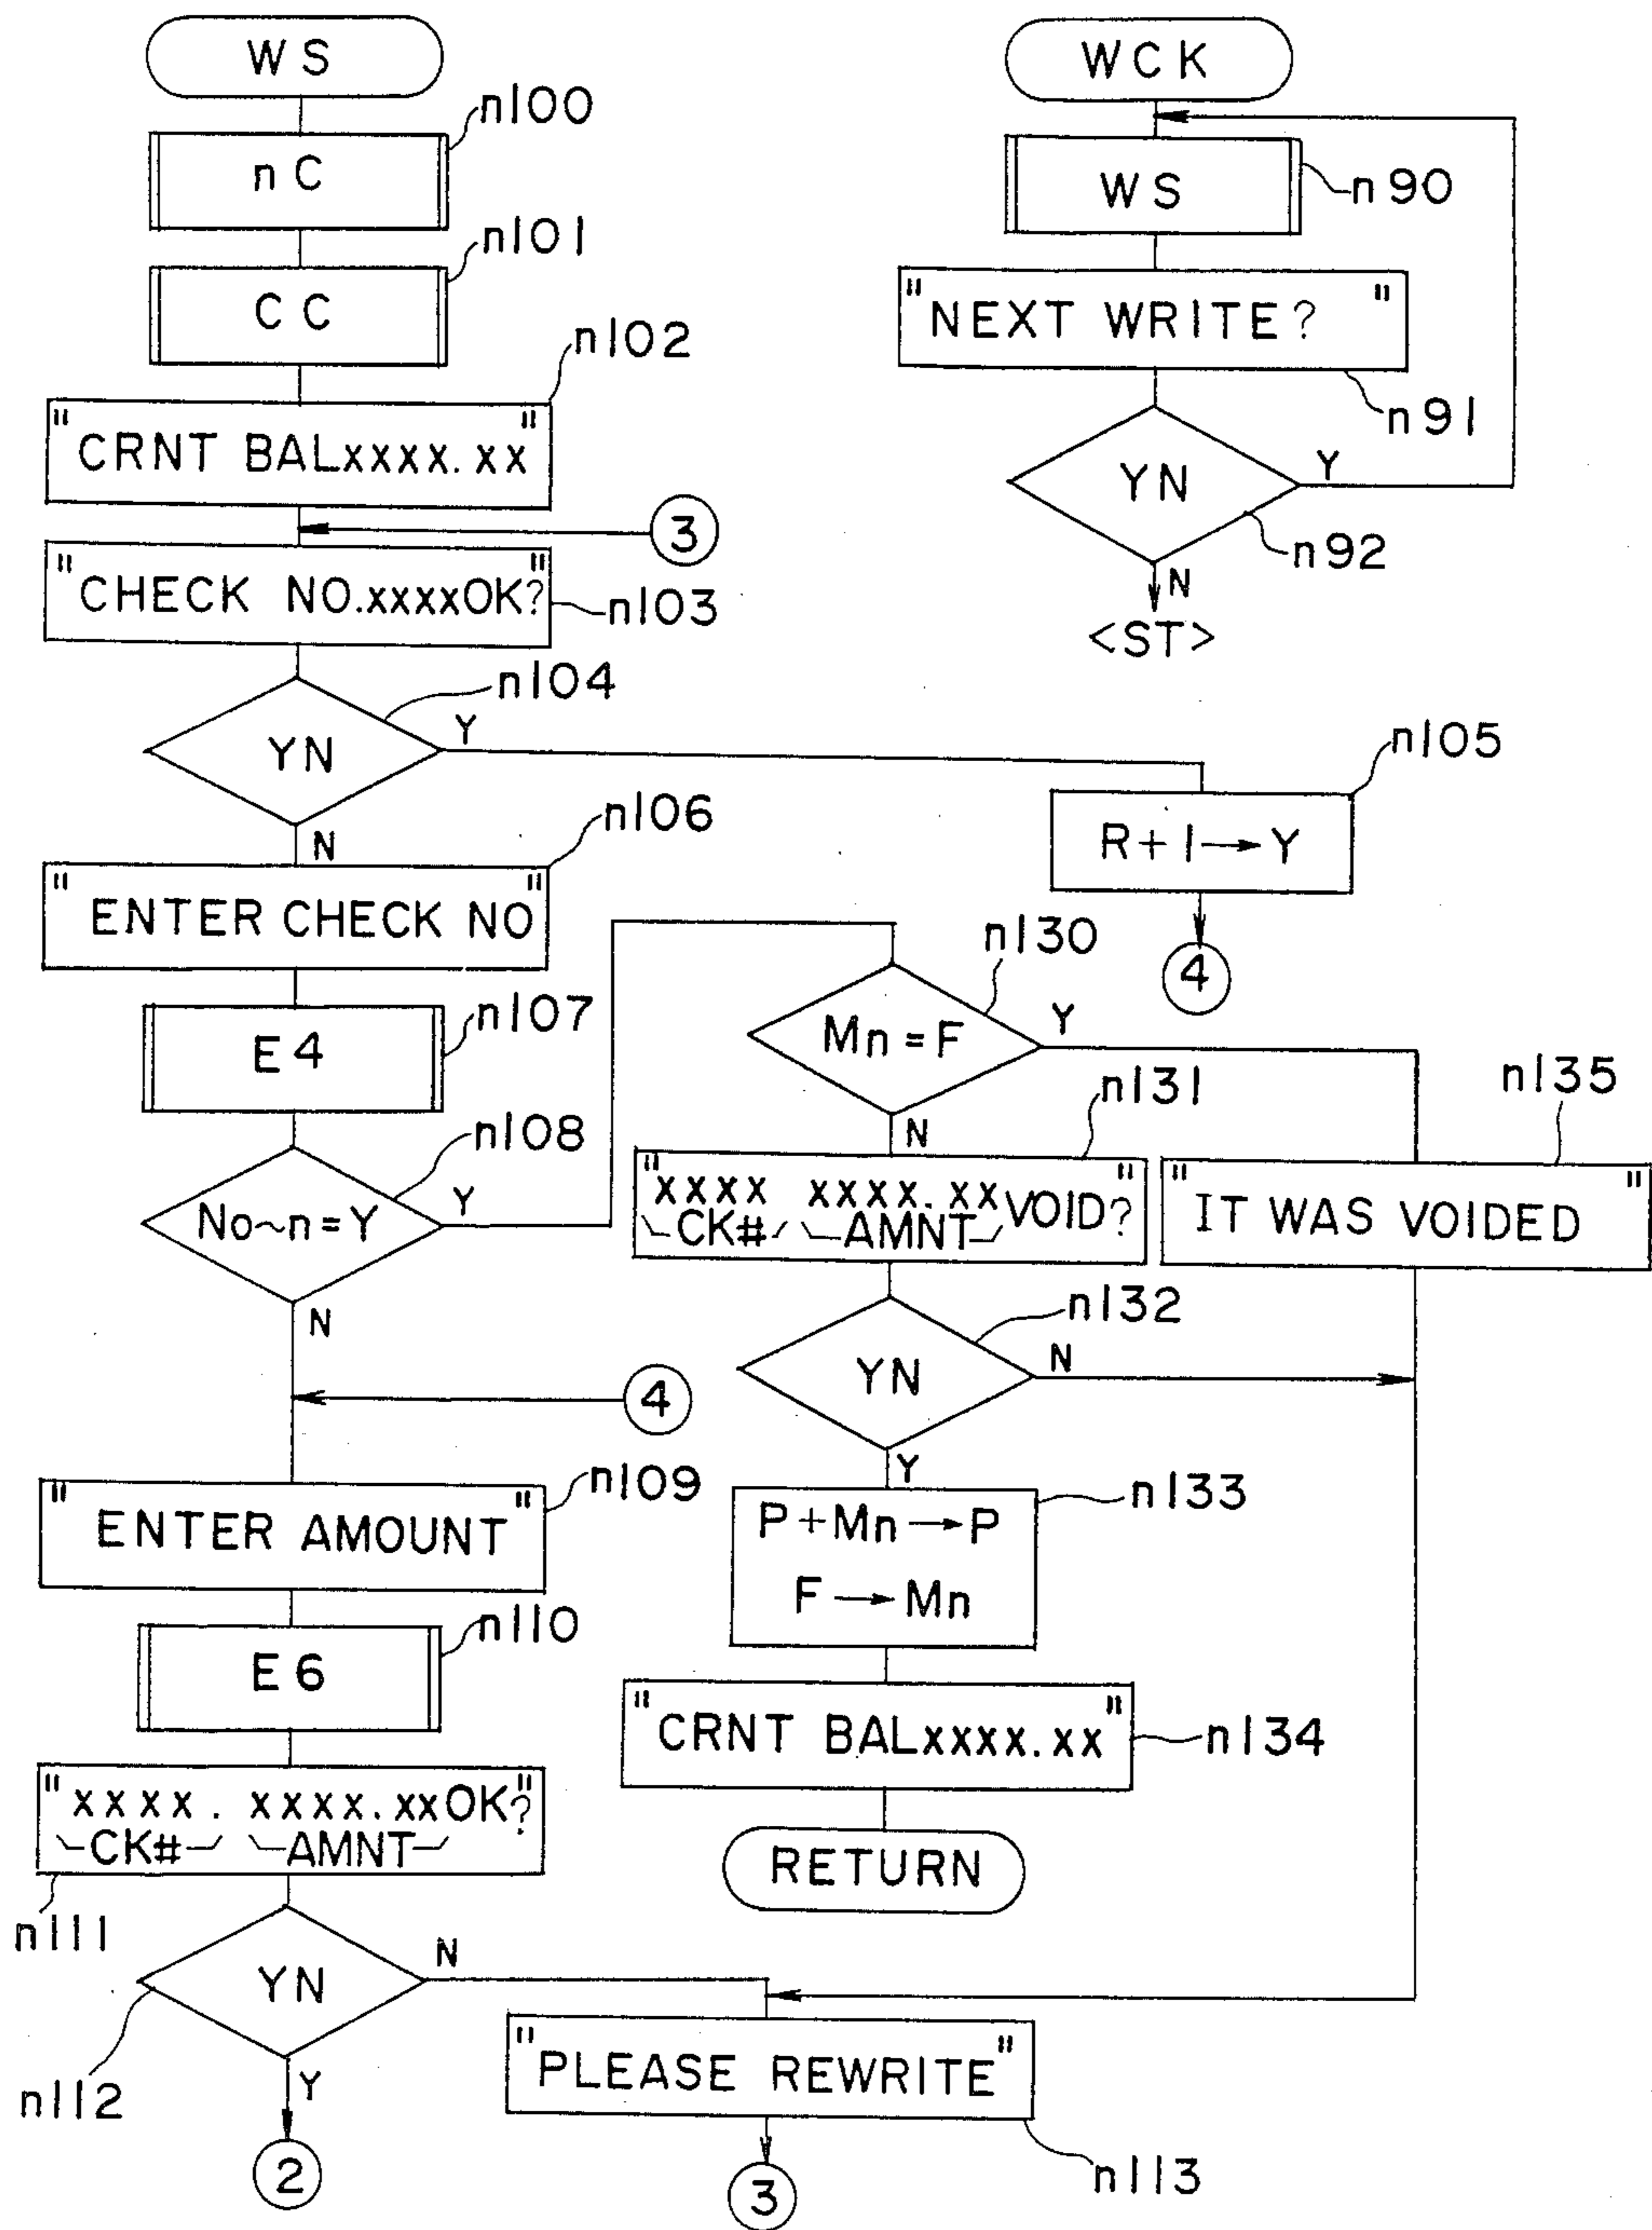 WS
n100
nC
n101
CC
n102
"CRNT BALxxxx.xx"
3
"CHECK NO.xxxxOK?"
n103
n104
YN
Y
N
n105
R+1→Y
4
n106
"ENTER CHECK NO"
n107
E4
n108
No~n=Y
Y
N
4
n109
"ENTER AMOUNT"
n110
E6
"xxxx. xxxx.xxOK?"
CK# AMNT
n111
YN
N
n112
Y
2
n130
Mn=F
Y
N
n131
"xxxx xxxx.xxVOID?"
CK# AMNT
n135
"IT WAS VOIDED"
n132
YN
N
Y
n133
P+Mn→P
F→Mn
"CRNT BALxxxx.xx"
n134
RETURN
"PLEASE REWRITE"
n113
3
WCK
WS
n90
"NEXT WRITE? "
n91
YN
Y
n92
N
<ST>